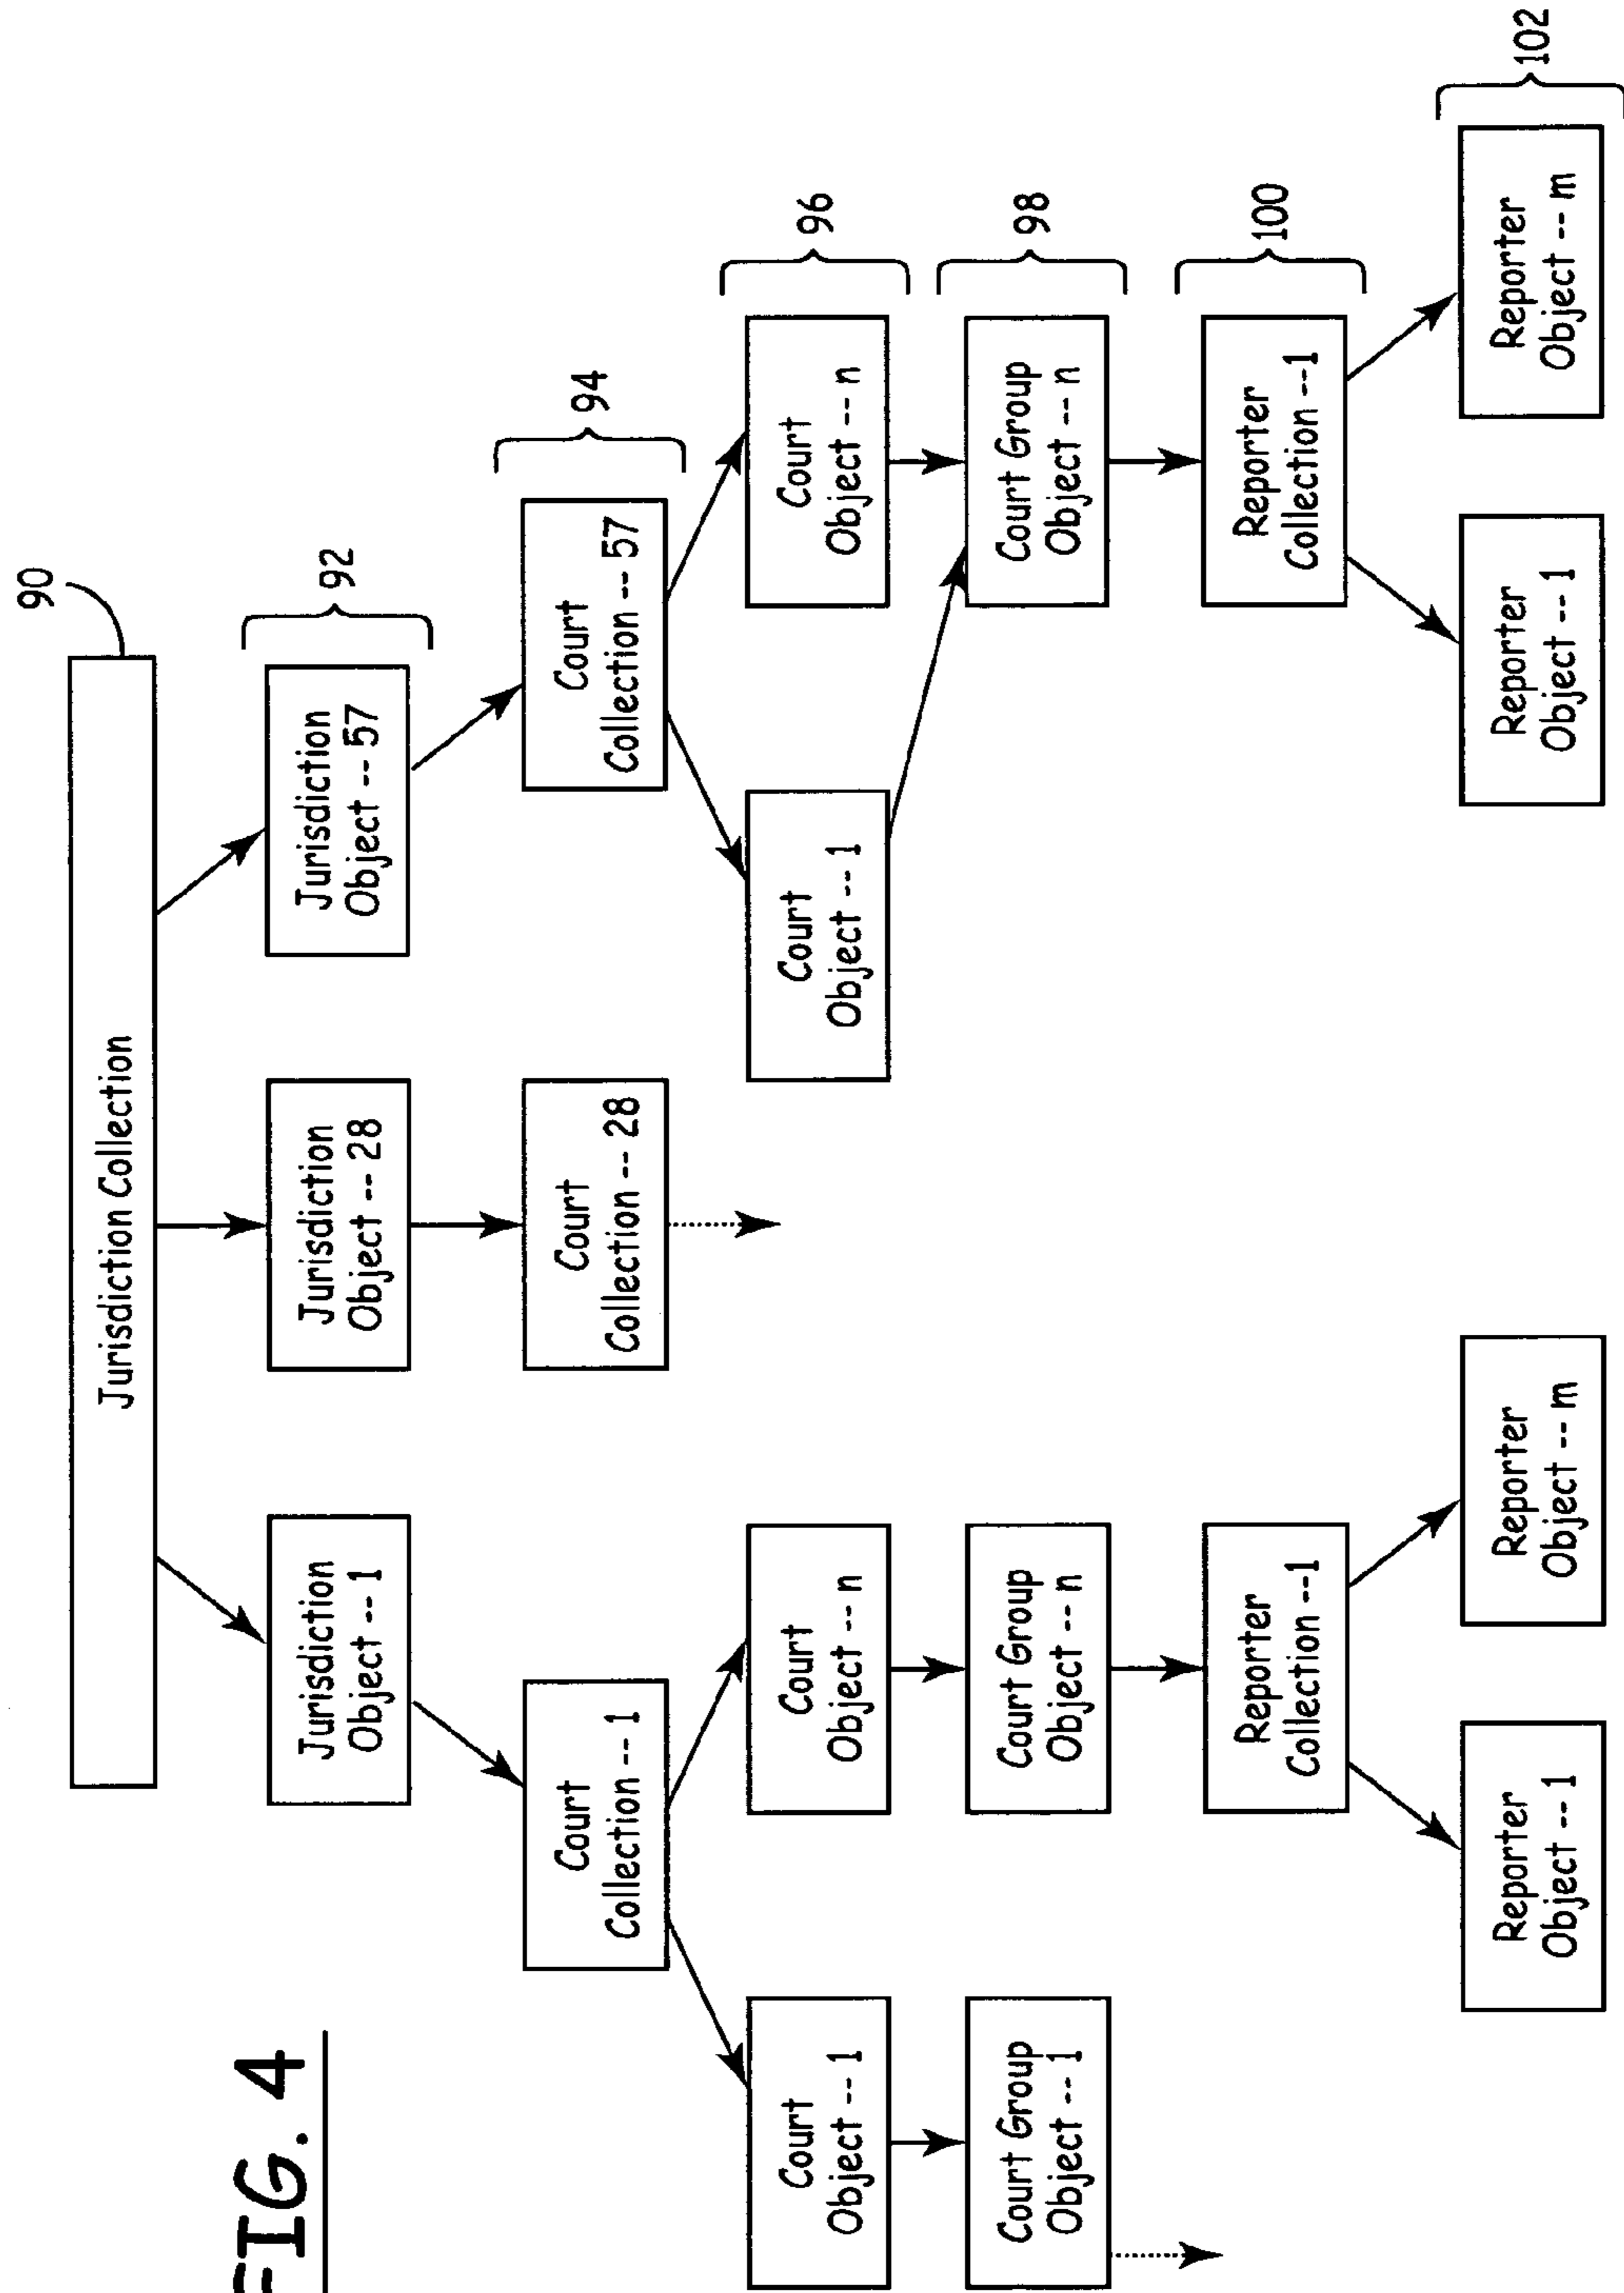 FIG. 4
90
Jurisdiction Collection
92
Jurisdiction
Object -- 1
Jurisdiction
Object -- 28
Jurisdiction
Object -- 57
94
Court
Collection -- 1
Court
Collection -- 28
Court
Collection -- 57
96
Court
Object -- 1
Court
Object -- n
Court
Object -- 1
Court
Object -- n
98
Court Group
Object -- 1
Court Group
Object -- n
Court Group
Object -- n
100
Reporter
Collection --1
Reporter
Collection --1
102
Reporter
Object -- 1
Reporter
Object -- m
Reporter
Object -- 1
Reporter
Object -- m